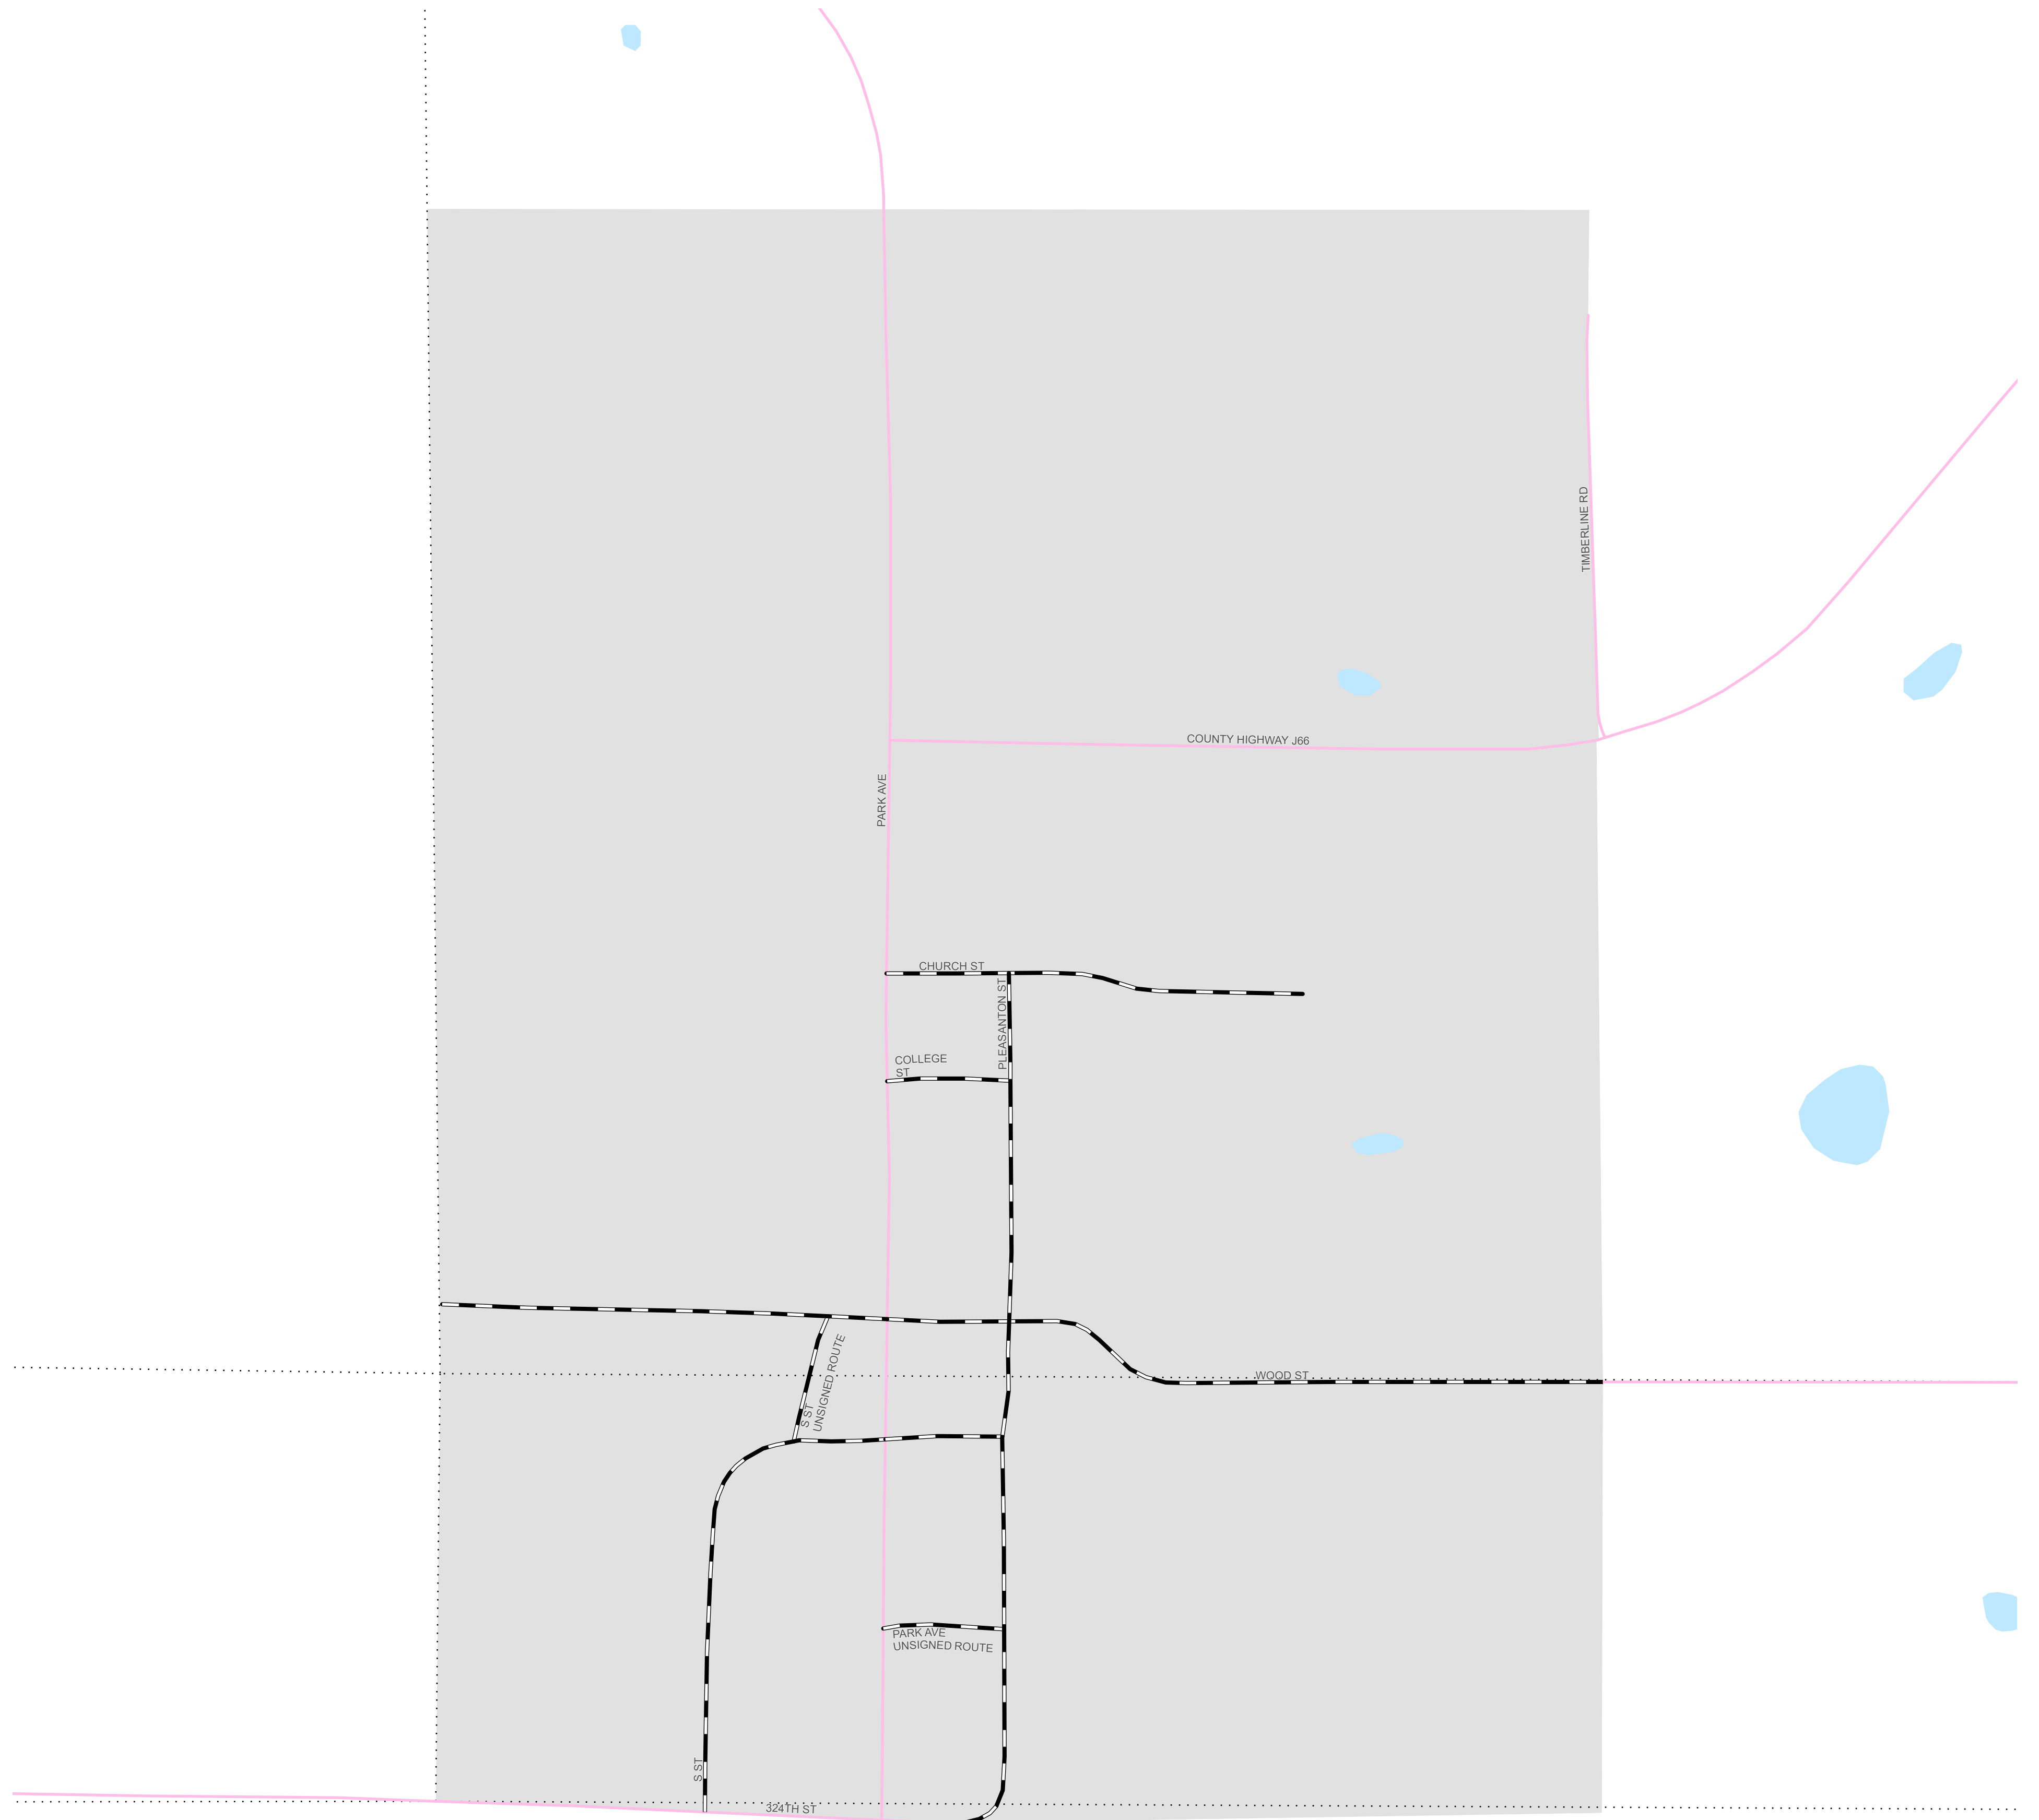 TIMBERLINE RD
COUNTY HIGHWAY J66
PARK AVE
CHURCH ST
PLEASANTON ST
COLLEGE
ST
WOOD ST
S ST
UNSIGNED ROUTE
PARK AVE
UNSIGNED ROUTE
S ST
324TH ST